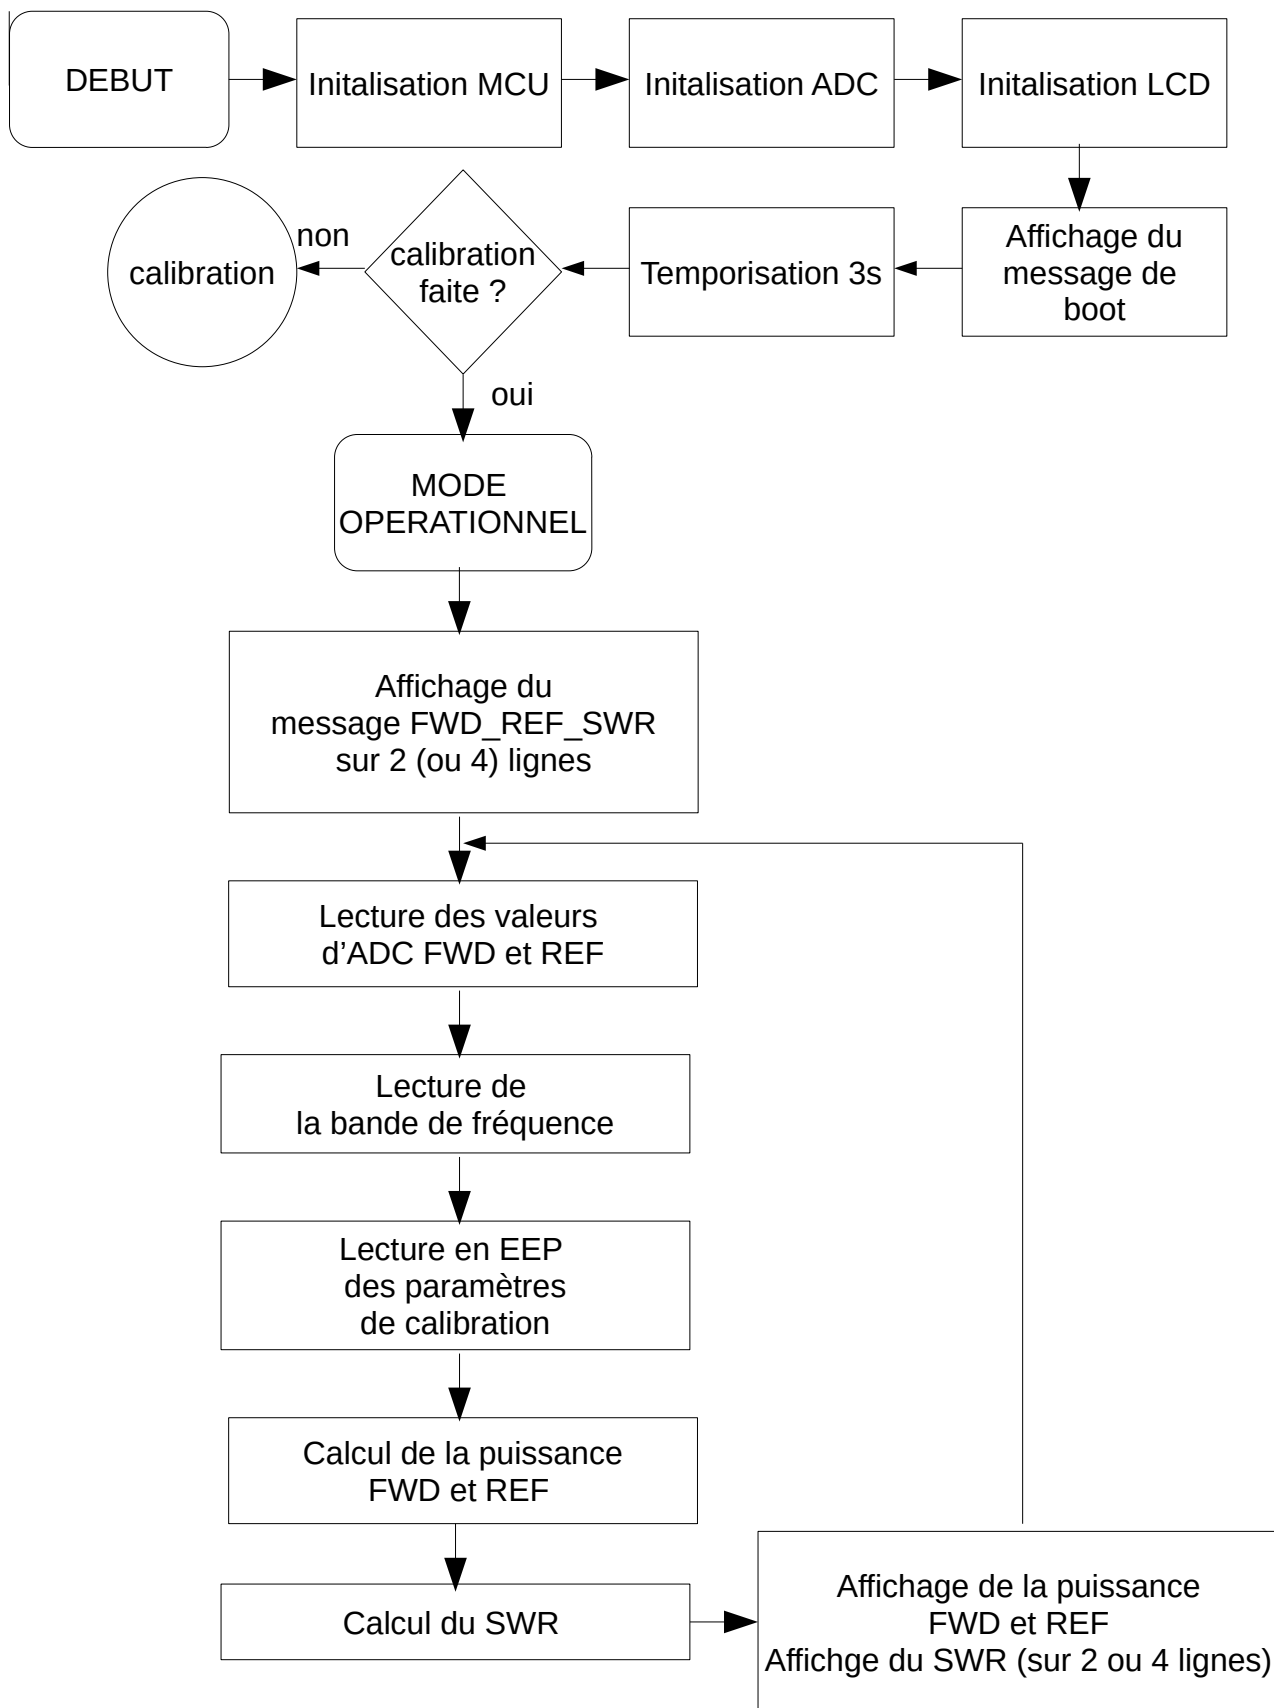 DEBUT
Initalisation MCU
Initalisation ADC
Initalisation LCD
Affichage du
message de
boot
Temporisation 3s
calibration
faite ?
non
calibration
oui
MODE
OPERATIONNEL
Affichage du
message FWD_REF_SWR
sur 2 (ou 4) lignes
Lecture des valeurs
d’ADC FWD et REF
Lecture de
la bande de fréquence
Lecture en EEP
des paramètres
de calibration
Calcul de la puissance
FWD et REF
Calcul du SWR
Affichage de la puissance
FWD et REF
Affichge du SWR (sur 2 ou 4 lignes)